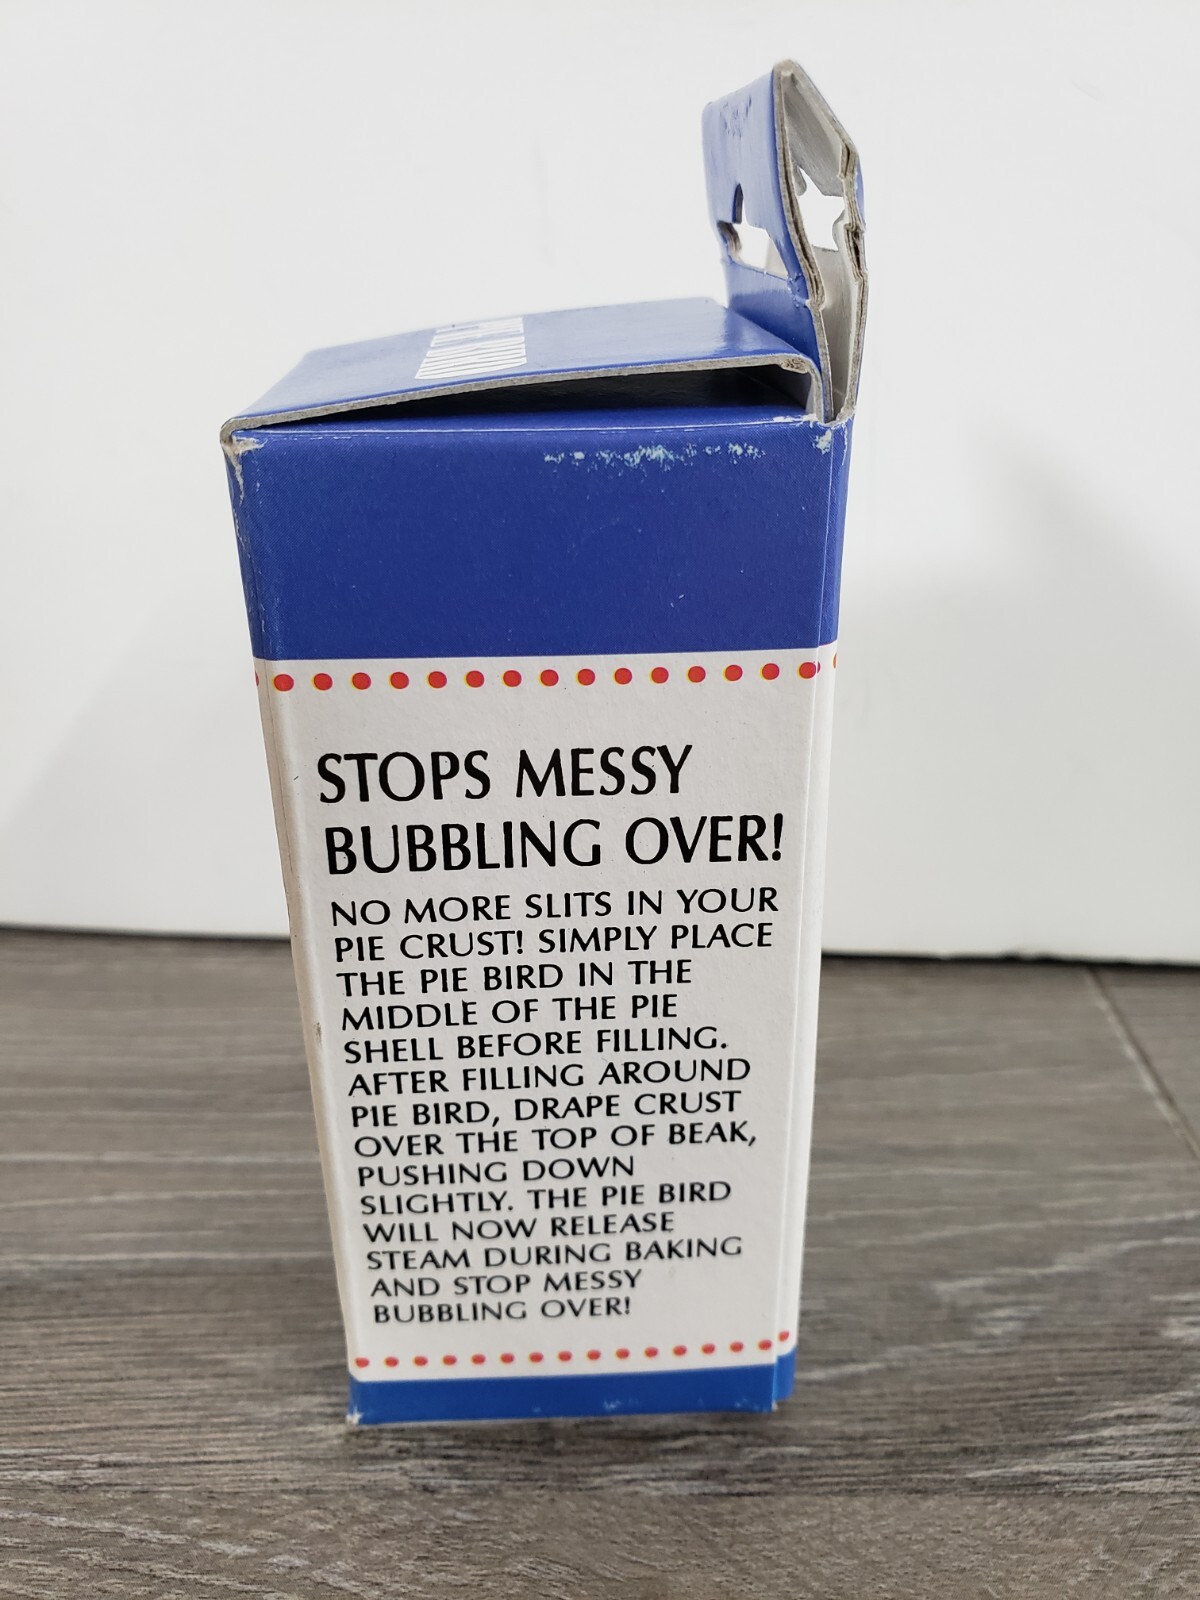 STOPS MESSY
BUBBLING OVER!
NO MORE SLITS IN YOUR
PIE CRUST! SIMPLY PLACE
THE PIE BIRD IN THE
MIDDLE OF THE PIE
SHELL BEFORE FILLING.
AFTER FILLING AROUND
PIE BIRD, DRAPE CRUST
OVER THE TOP OF BEAK,
PUSHING DOWN
SLIGHTLY. THE PIE BIRD
WILL NOW RELEASE
STEAM DURING BAKING
AND STOP MESSY
BUBBLING OVER!